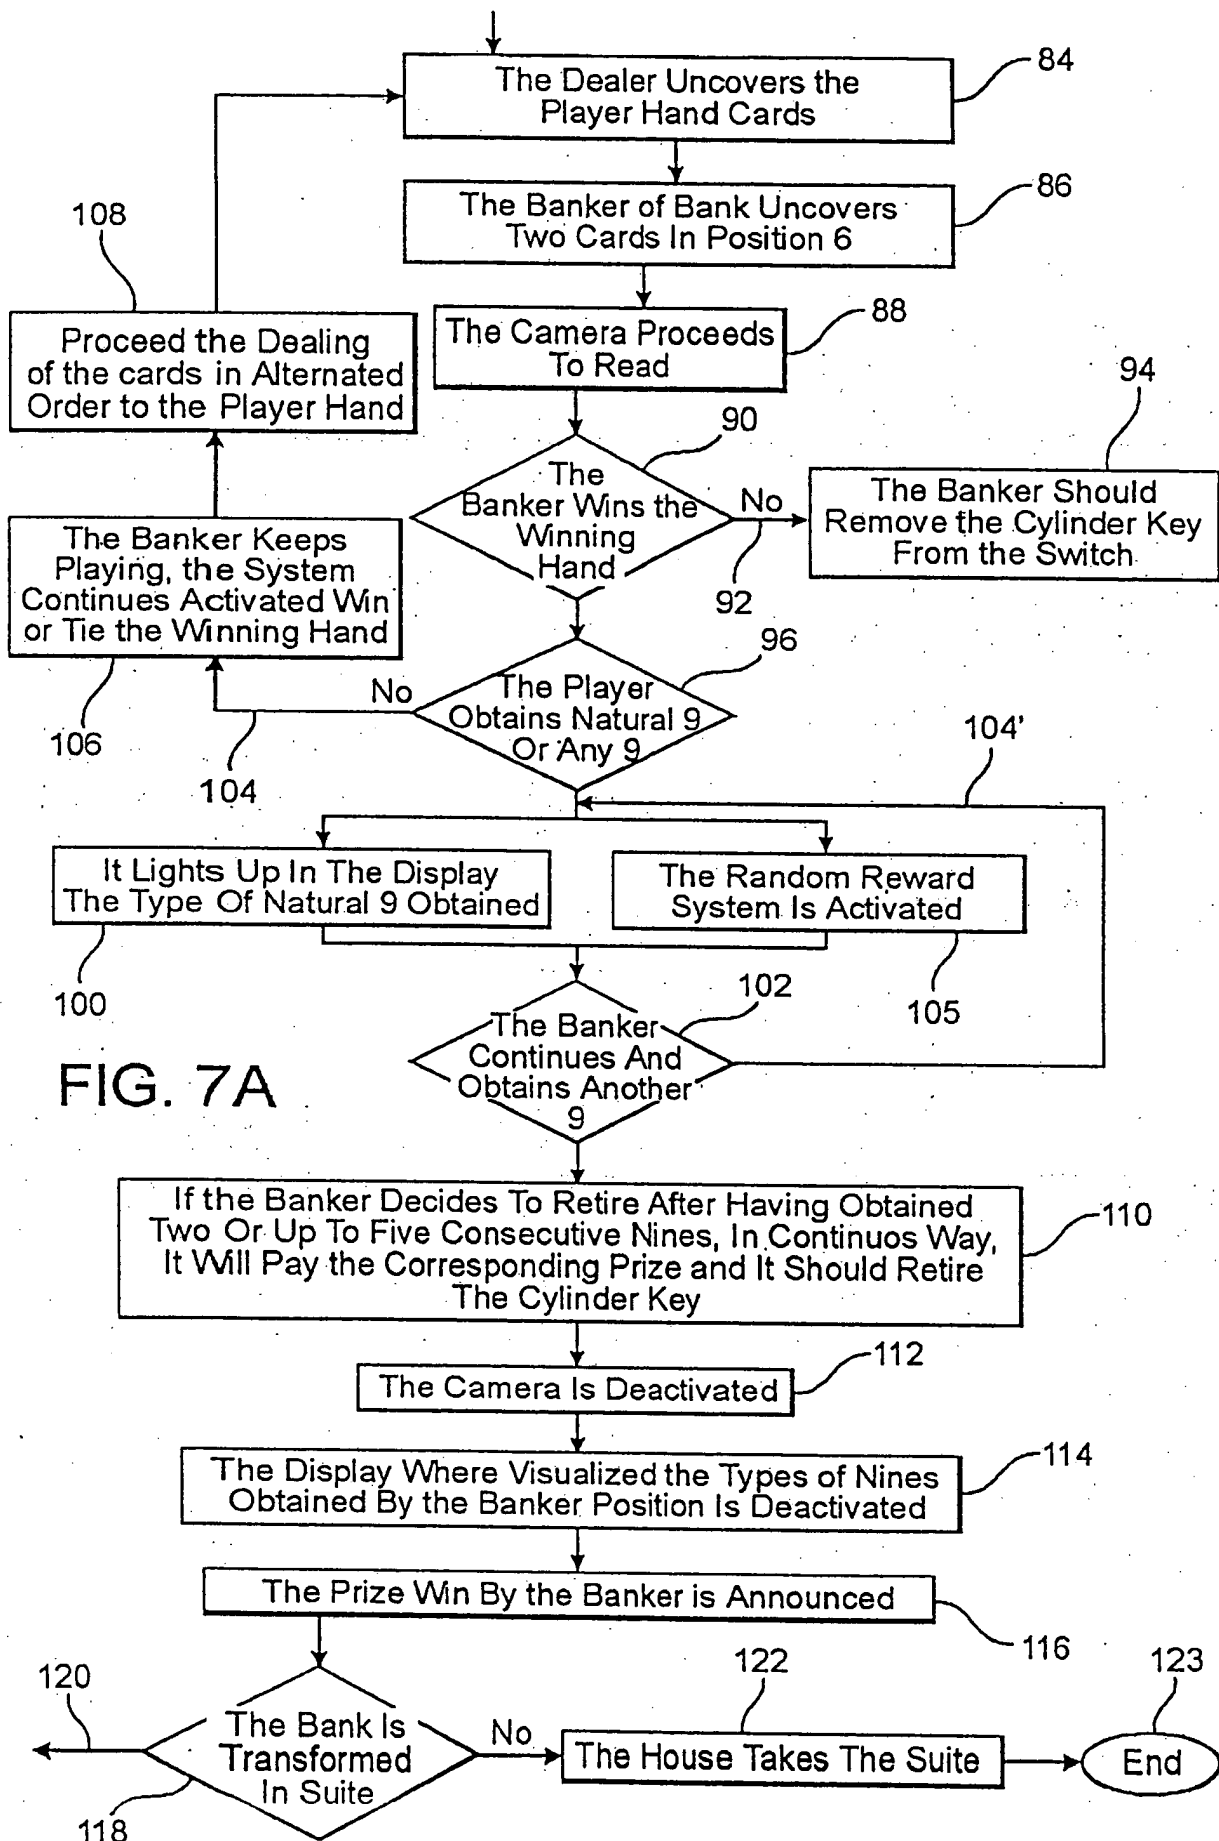 The Dealer Uncovers the
Player Hand Cards
84
The Banker of Bank Uncovers
Two Cards In Position 6
86
108
Proceed the Dealing
of the cards in Alternated
Order to the Player Hand
The Camera Proceeds
To Read
88
90
The
Banker Wins the
Winning
Hand
No
92
94
The Banker Should
Remove the Cylinder Key
From the Switch
The Banker Keeps
Playing, the System
Continues Activated Win
or Tie the Winning Hand
106
No
104
96
The Player
Obtains Natural 9
Or Any 9
104'
It Lights Up In The Display
The Type Of Natural 9 Obtained
100
The Random Reward
System Is Activated
105
102
The Banker
Continues And
Obtains Another
9
FIG. 7A
If the Banker Decides To Retire After Having Obtained
Two Or Up To Five Consecutive Nines, In Continuos Way,
It Will Pay the Corresponding Prize and It Should Retire
The Cylinder Key
110
The Camera Is Deactivated
112
The Display Where Visualized the Types of Nines
Obtained By the Banker Position Is Deactivated
114
The Prize Win By the Banker is Announced
116
120
The Bank Is
Transformed
In Suite
118
No
122
The House Takes The Suite
123
End